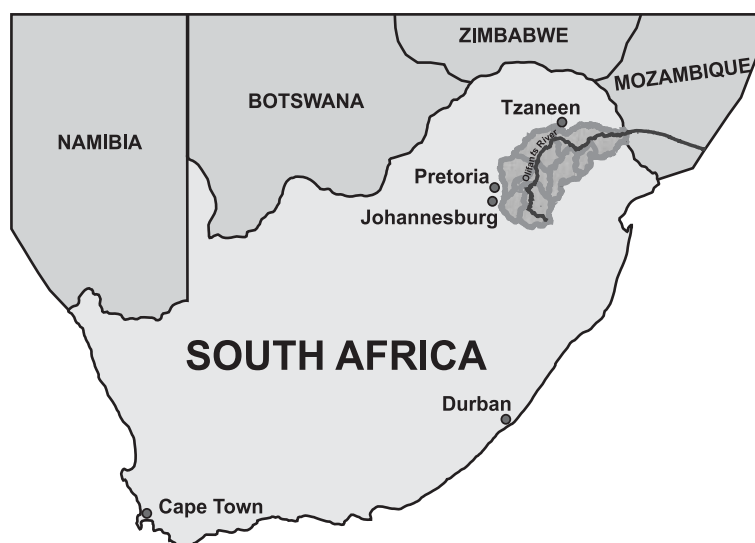 ZIMBABWE
MOZAMBIQUE
BOTSWANA
NAMIBIA
Tzaneen
Olifants River
Pretoria
Johannesburg
SOUTH AFRICA
Durban
Cape Town